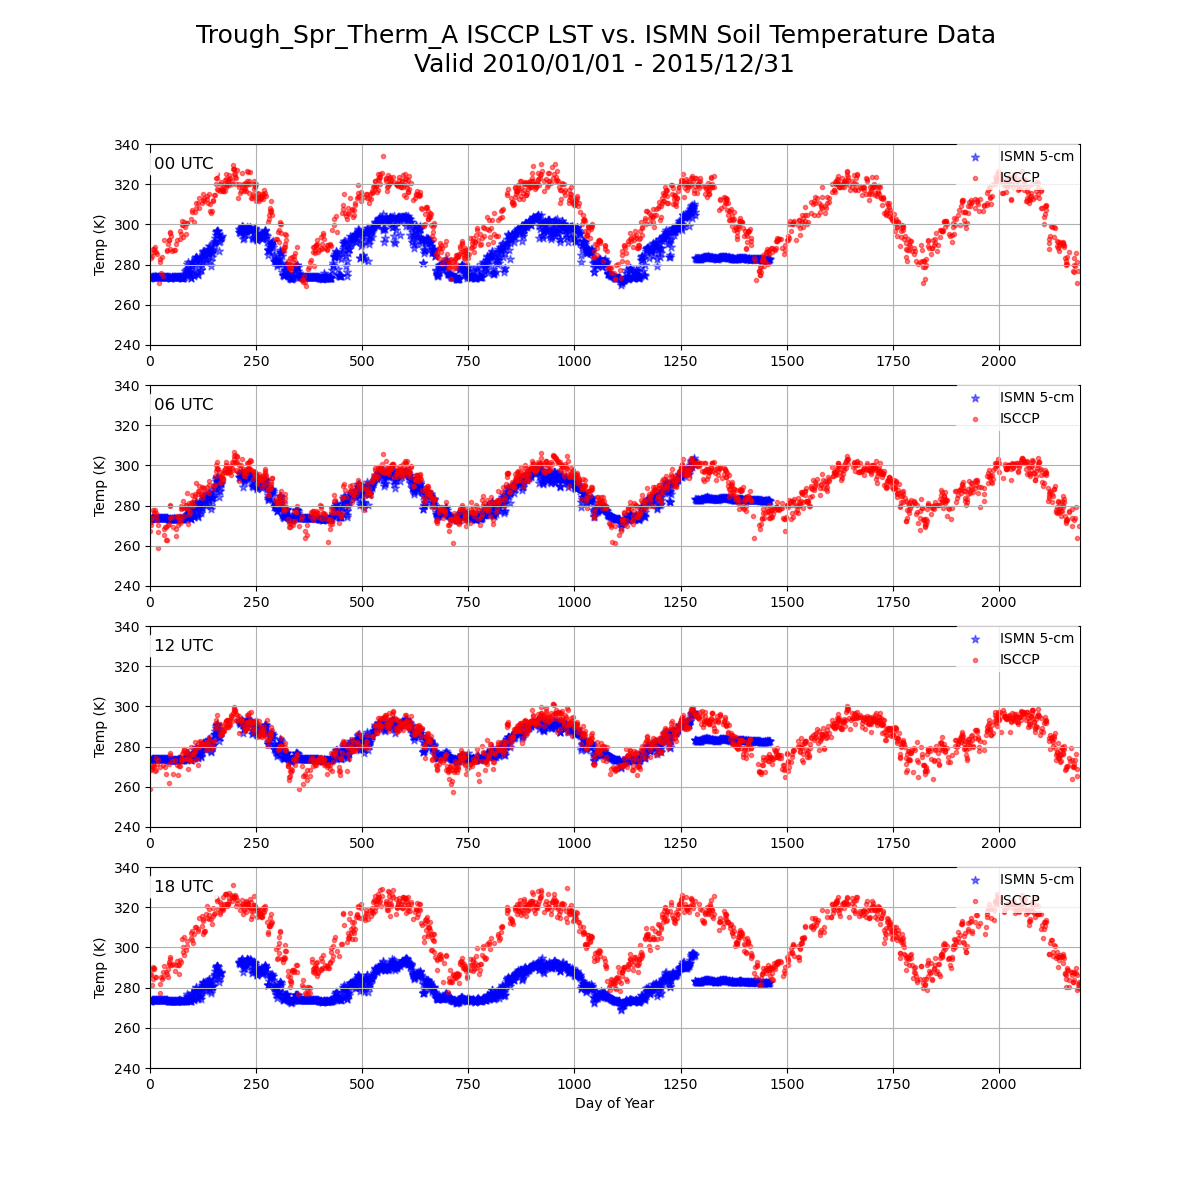 Trough_Spr_Therm_A ISCCP LST vs. ISMN Soil Temperature Data
Valid 2010/01/01 - 2015/12/31
340
320
300
280
260
240
Temp (K)
00 UTC
ISMN 5-cm
ISCCP
0 250 500 750 1000 1250 1500 1750 2000
340
320
300
280
260
240
Temp (K)
06 UTC
ISMN 5-cm
ISCCP
0 250 500 750 1000 1250 1500 1750 2000
340
320
300
280
260
240
Temp (K)
12 UTC
ISMN 5-cm
ISCCP
0 250 500 750 1000 1250 1500 1750 2000
340
320
300
280
260
240
Temp (K)
18 UTC
ISMN 5-cm
ISCCP
0 250 500 750 1000 1250 1500 1750 2000
Day of Year